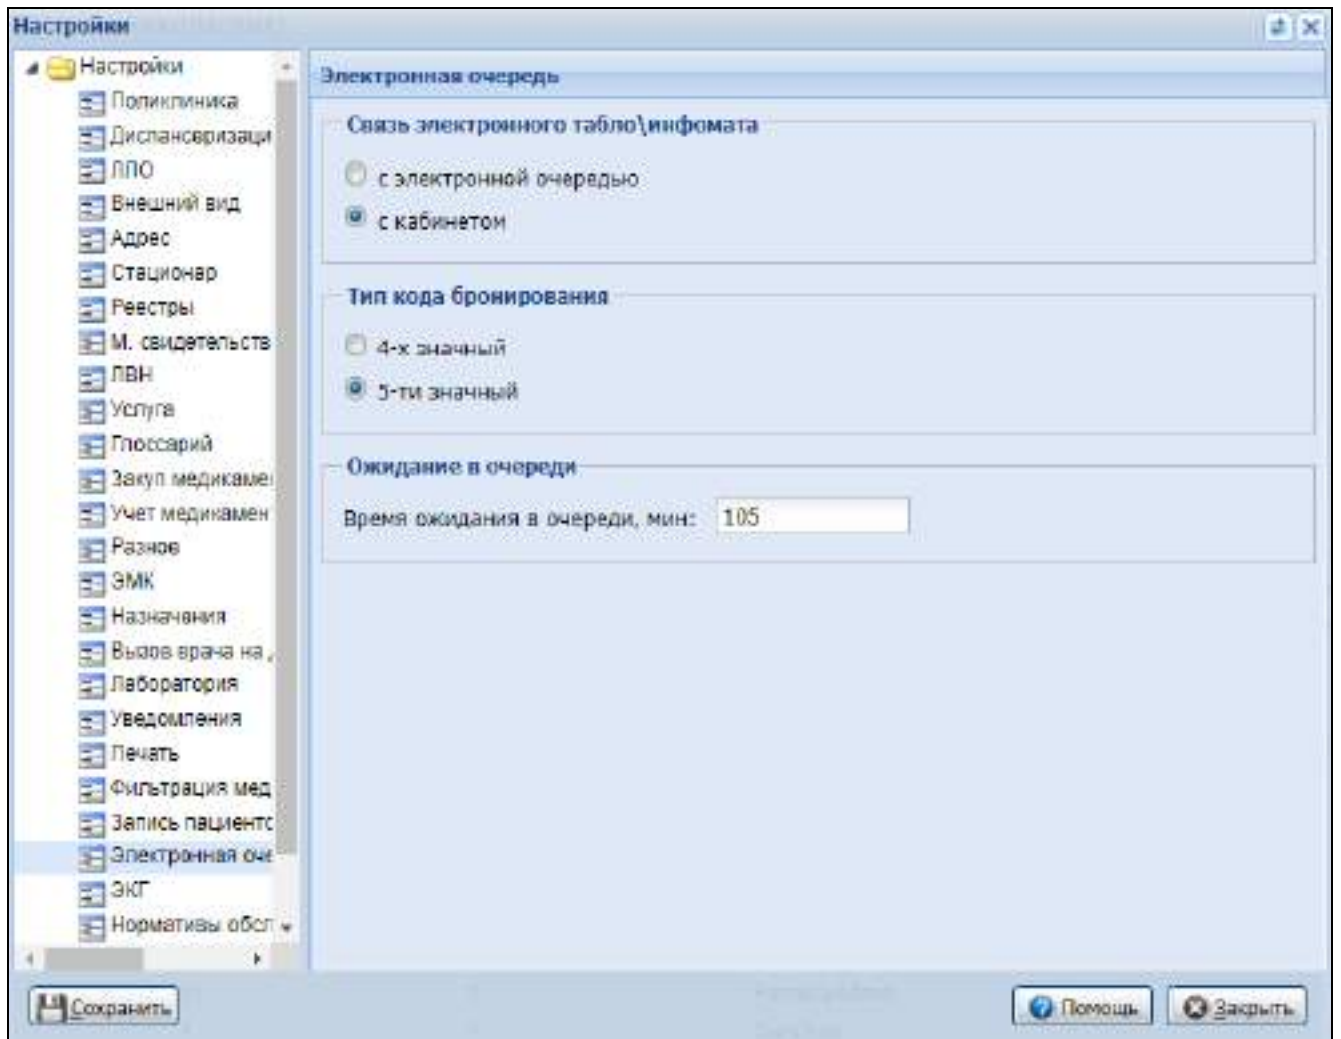 Настройки
Настройки
Поликлиника
Диспансеризаци
ЛПО
Внешний вид
Адрес
Стационар
Реестры
М. свидетельств
ЛВН
Услуга
Глоссарий
Закуп медикаме
Учет медикамен
Разное
ЭМК
Назначения
Вызов врача на
Лаборатория
Уведомления
Печать
Фильтрация мед
Запись пациентс
Электронная оче
ЭКГ
Нормативы обсл
Электронная очередь
Связь электронного табло\инфомата
с электронной очередью
с кабинетом
Тип кода бронирования
4-х значный
5-ти значный
Ожидание в очереди
Время ожидания в очереди, мин: 105
Сохранить
Помощь
Закрыть